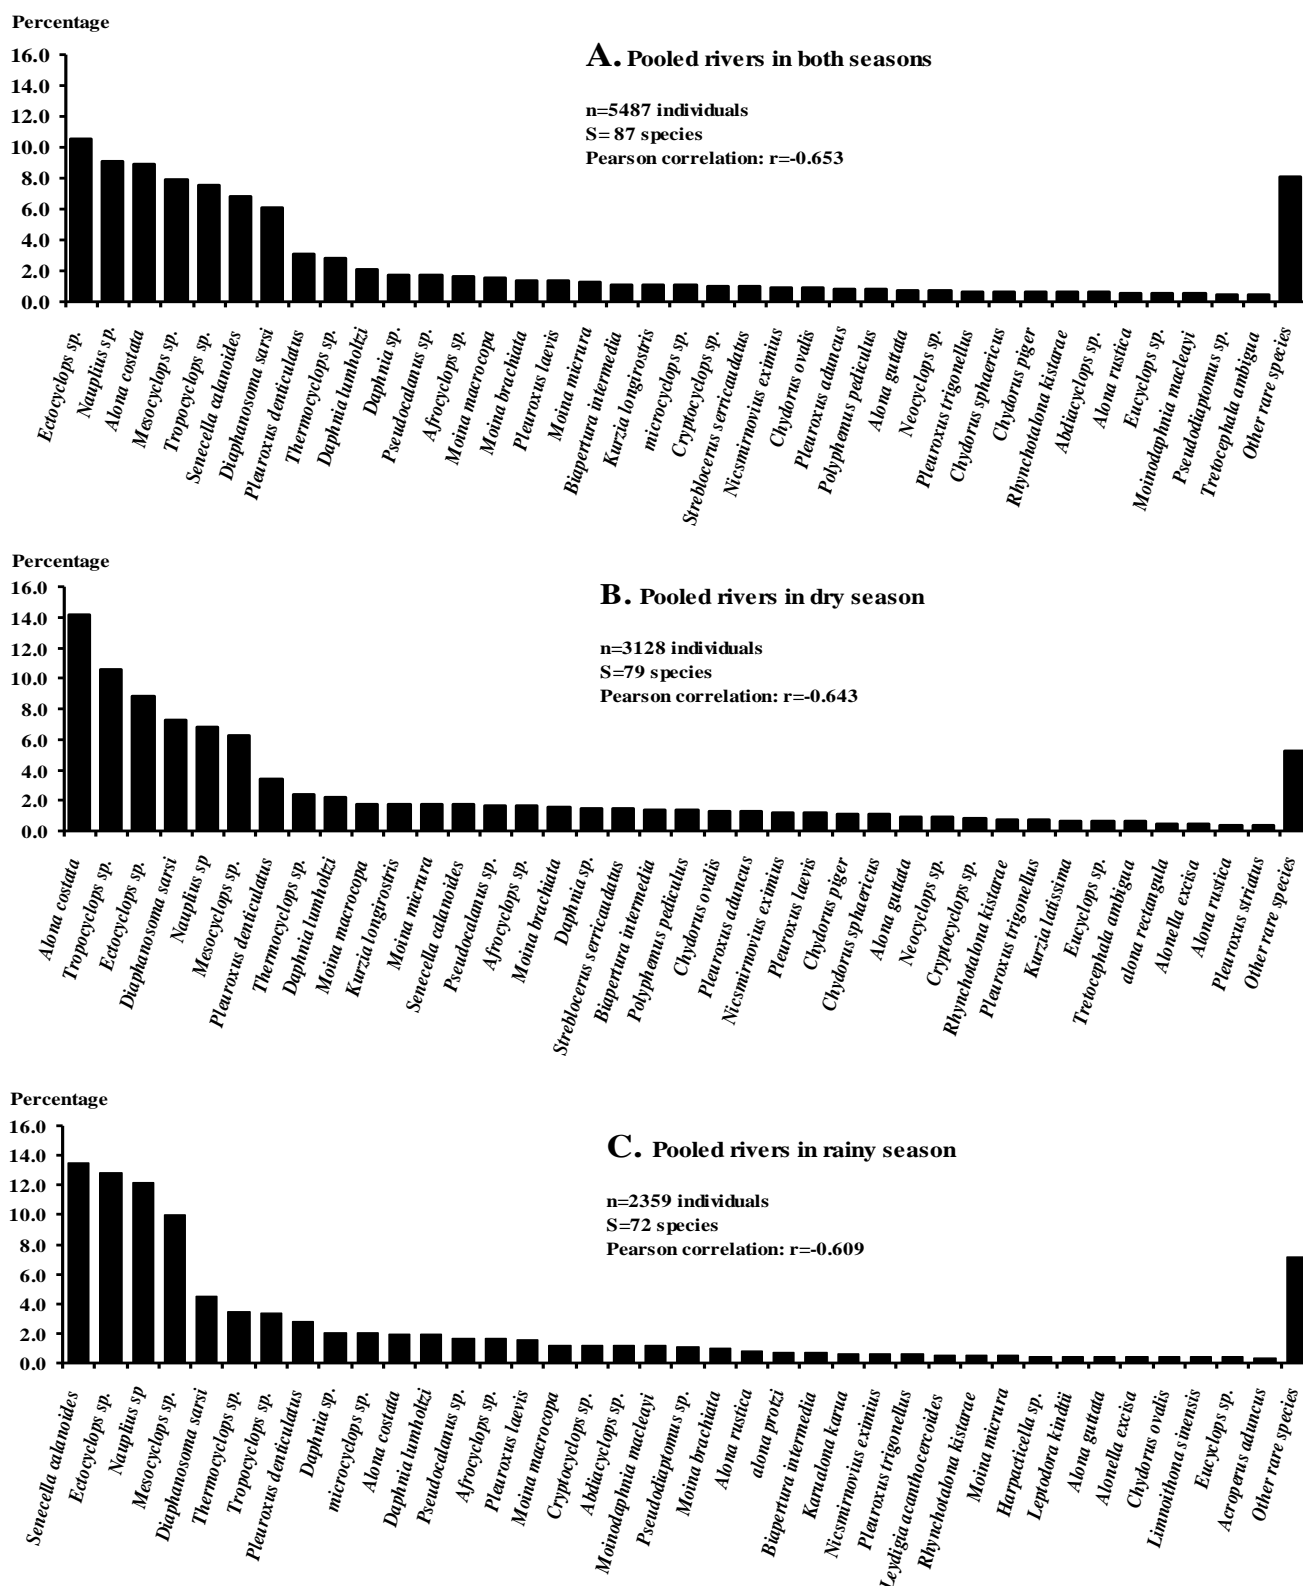 Percentage
16.0
14.0
12.0
10.0
8.0
6.0
4.0
2.0
0.0
A. Pooled rivers in both seasons
n=5487 individuals
S= 87 species
Pearson correlation: r=-0.653
Ectocyclops sp.
Nauplius sp.
Alona costata
Mesocyclops sp.
Tropocyclops sp.
Senecella calanoides
Diaphanosoma sarsi
Pleuroxus denticulatus
Thermocyclops sp.
Daphnia lumholtzi
Daphnia sp.
Pseudocalanus sp.
Afrocyclops sp.
Moina macrocopa
Moina brachiata
Pleuroxus laevis
Moina micrura
Biapertura intermedia
Kurzia longirostris
microcyclops sp.
Cryptocyclops sp.
Streblocerus serricaudatus
Nicsmirnovius eximius
Chydorus ovalis
Pleuroxus aduncus
Polyphemus pediculus
Alona guttata
Neocyclops sp.
Pleuroxus trigonellus
Chydorus sphaericus
Chydorus piger
Rhynchotalona kistarae
Abdiacyclops sp.
Alona rustica
Eucyclops sp.
Moinodaphnia macleayi
Pseudodiaptomus sp.
Tretocephala ambigua
Other rare species
Percentage
16.0
14.0
12.0
10.0
8.0
6.0
4.0
2.0
0.0
B. Pooled rivers in dry season
n=3128 individuals
S=79 species
Pearson correlation: r=-0.643
Alona costata
Tropocyclops sp.
Ectocyclops sp.
Diaphanosoma sarsi
Nauplius sp
Mesocyclops sp.
Pleuroxus denticulatus
Thermocyclops sp.
Daphnia lumholtzi
Moina macrocopa
Kurzia longirostris
Moina micrura
Senecella calanoides
Pseudocalanus sp.
Afrocyclops sp.
Moina brachiata
Daphnia sp.
Streblocerus serricaudatus
Biapertura intermedia
Polyphemus pediculus
Chydorus ovalis
Pleuroxus aduncus
Nicsmirnovius eximius
Pleuroxus laevis
Chydorus piger
Chydorus sphaericus
Alona guttata
Neocyclops sp.
Cryptocyclops sp.
Rhynchotalona kistarae
Pleuroxus trigonellus
Kurzia latissima
Eucyclops sp.
Tretocephala ambigua
alona rectangula
Alonella excisa
Alona rustica
Pleuroxus striatus
Other rare species
Percentage
16.0
14.0
12.0
10.0
8.0
6.0
4.0
2.0
0.0
C. Pooled rivers in rainy season
n=2359 individuals
S=72 species
Pearson correlation: r=-0.609
Senecella calanoides
Ectocyclops sp.
Nauplius sp
Mesocyclops sp.
Diaphanosoma sarsi
Thermocyclops sp.
Tropocyclops sp.
Pleuroxus denticulatus
Daphnia sp.
microcyclops sp.
Alona costata
Daphnia lumholtzi
Pseudocalanus sp.
Afrocyclops sp.
Pleuroxus laevis
Moina macrocopa
Cryptocyclops sp.
Abdiacyclops sp.
Moinodaphnia macleayi
Pseudodiaptomus sp.
Moina brachiata
Alona rustica
alona protzi
Biapertura intermedia
Karualona karua
Nicsmirnovius eximius
Pleuroxus trigonellus
Leydigia acanthocercoides
Rhynchotalona kistarae
Moina micrura
Harpacticella sp.
Leptodora kindtii
Alona guttata
Alonella excisa
Chydorus ovalis
Limnoithona sinensis
Eucyclops sp.
Acroperus aduncus
Other rare species